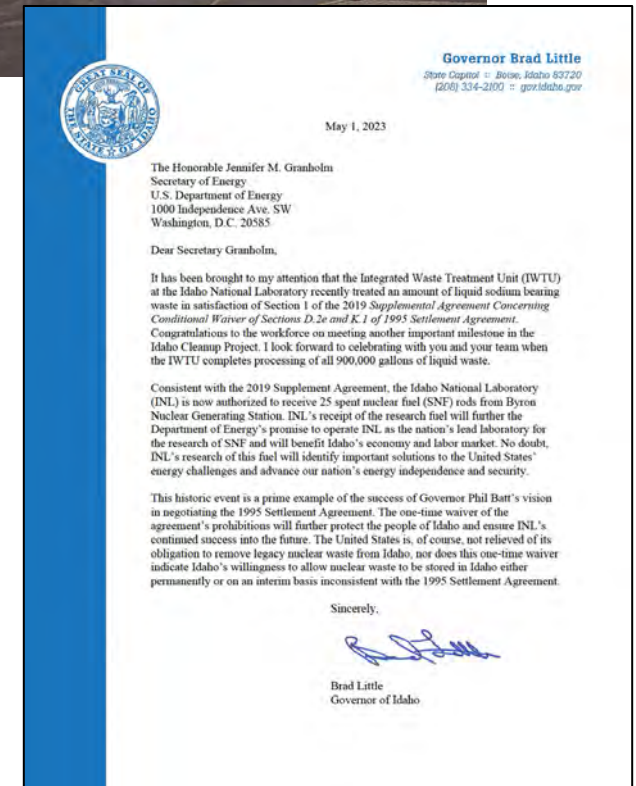 GREAT SEAL OF
THE STATE OF IDAHO
Governor Brad Little
State Capitol :: Boise, Idaho 83720
(208) 334-2100 :: gov.idaho.gov
May 1, 2023
The Honorable Jennifer M. Granholm
Secretary of Energy
U.S. Department of Energy
1000 Independence Ave. SW
Washington, D.C. 20585
Dear Secretary Granholm,
It has been brought to my attention that the Integrated Waste Treatment Unit (IWTU)
at the Idaho National Laboratory recently treated an amount of liquid sodium bearing
waste in satisfaction of Section 1 of the 2019 Supplemental Agreement Concerning
Conditional Waiver of Sections D.2e and K.1 of 1995 Settlement Agreement.
Congratulations to the workforce on meeting another important milestone in the
Idaho Cleanup Project. I look forward to celebrating with you and your team when
the IWTU completes processing of all 900,000 gallons of liquid waste.
Consistent with the 2019 Supplement Agreement, the Idaho National Laboratory
(INL) is now authorized to receive 25 spent nuclear fuel (SNF) rods from Byron
Nuclear Generating Station. INL's receipt of the research fuel will further the
Department of Energy's promise to operate INL as the nation's lead laboratory for
the research of SNF and will benefit Idaho's economy and labor market. No doubt,
INL's research of this fuel will identify important solutions to the United States'
energy challenges and advance our nation's energy independence and security.
This historic event is a prime example of the success of Governor Phil Batt's vision
in negotiating the 1995 Settlement Agreement. The one-time waiver of the
agreement's prohibitions will further protect the people of Idaho and ensure INL's
continued success into the future. The United States is, of course, not relieved of its
obligation to remove legacy nuclear waste from Idaho, nor does this one-time waiver
indicate Idaho's willingness to allow nuclear waste to be stored in Idaho either
permanently or on an interim basis inconsistent with the 1995 Settlement Agreement.
Sincerely,
Brad Little
Brad Little
Governor of Idaho